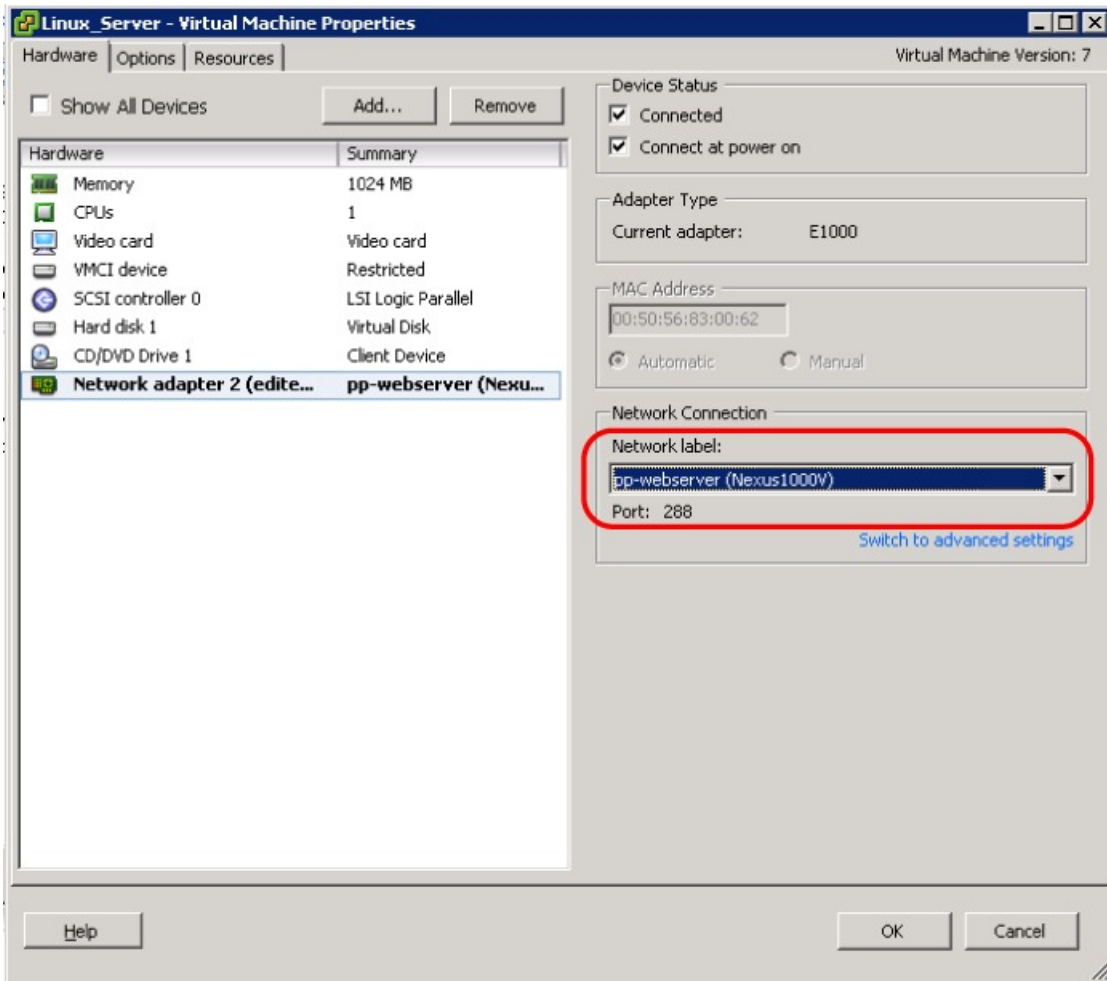 Linux_Server - Virtual Machine Properties
Hardware Options Resources
Virtual Machine Version: 7
Show All Devices
Add...
Remove
Hardware Summary
Memory 1024 MB
CPUs 1
Video card Video card
VMCI device Restricted
SCSI controller 0 LSI Logic Parallel
Hard disk 1 Virtual Disk
CD/DVD Drive 1 Client Device
Network adapter 2 (edite... pp-webserver (Nexu...
Device Status
Connected
Connect at power on
Adapter Type
Current adapter: E1000
MAC Address
00:50:56:83:00:62
Automatic Manual
Network Connection
Network label:
pp-webserver (Nexus1000V)
Port: 288
Switch to advanced settings
Help
OK
Cancel